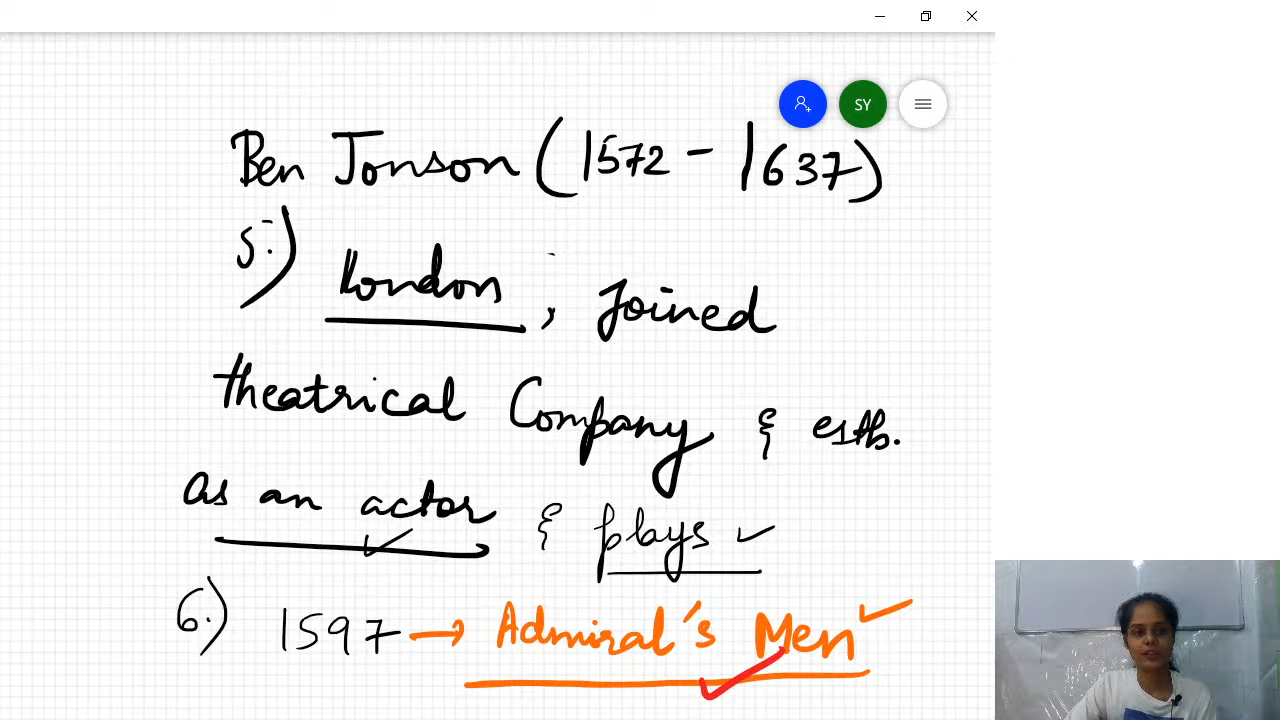 SY
Ben Jonson (1572 - 1637)
5.)
London, Joined
theatrical Company & estb.
as an actor & plays
6.) 1597 → Admiral's Men